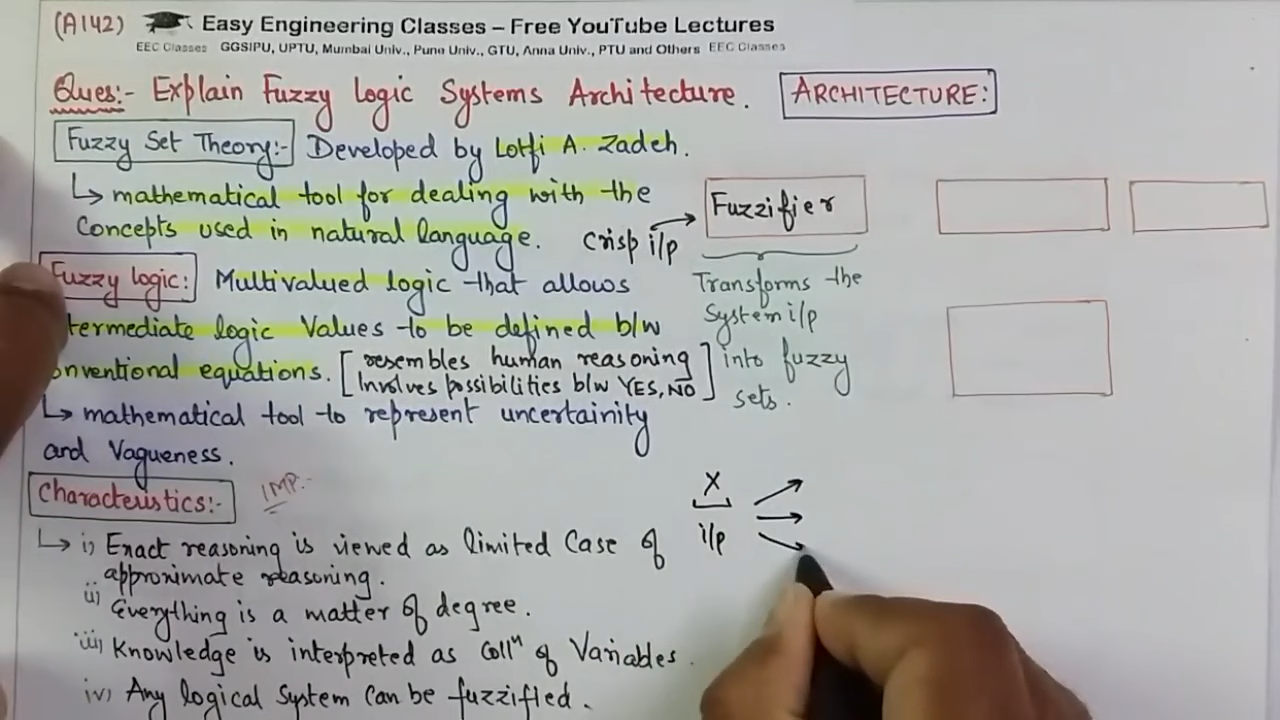 (A142) Easy Engineering Classes – Free YouTube Lectures
EEC Classes GGSIPU, UPTU, Mumbai Univ., Pune Univ., GTU, Anna Univ., PTU and Others EEC Classes
Ques:- Explain Fuzzy Logic Systems Architecture. ARCHITECTURE:
Fuzzy Set Theory:- Developed by Lotfi A. Zadeh.
↳ mathematical tool for dealing with the
Concepts used in natural language.
Fuzzy logic: Multivalued logic that allows
termediate logic Values to be defined b/w
onventional equations. [resembles human reasoning
Involves possibilities b/w YES, NO]
↳ mathematical tool to represent uncertainity
and Vagueness.
Characteristics:- IMP.
↳ i) Exact reasoning is viewed as limited Case of
approximate reasoning.
ii) Everything is a matter of degree.
iii) Knowledge is interpreted as Collⁿ of Variables.
iv) Any logical System Can be fuzzified.
Crisp i/p → Fuzzifier
Transforms the
System i/p
into fuzzy
sets.
X
i/p